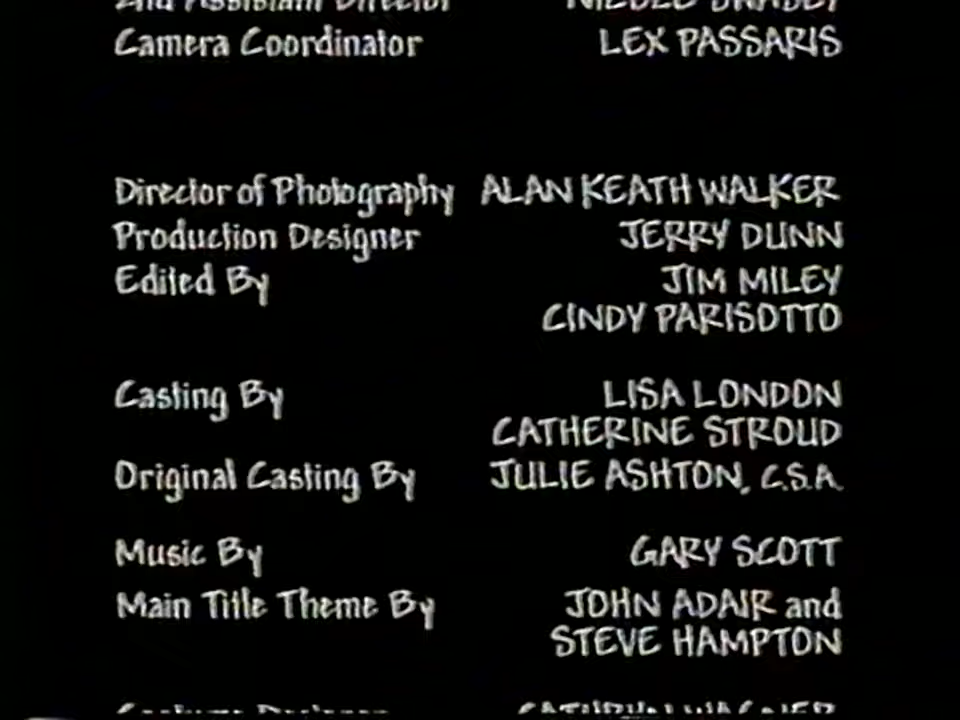 Camera Coordinator LEX PASSARIS
Director of Photography ALAN KEATH WALKER
Production Designer JERRY DUNN
Edited By JIM MILEY
CINDY PARISOTTO
Casting By LISA LONDON
CATHERINE STROUD
Original Casting By JULIE ASHTON, C.S.A.
Music By GARY SCOTT
Main Title Theme By JOHN ADAIR and
STEVE HAMPTON